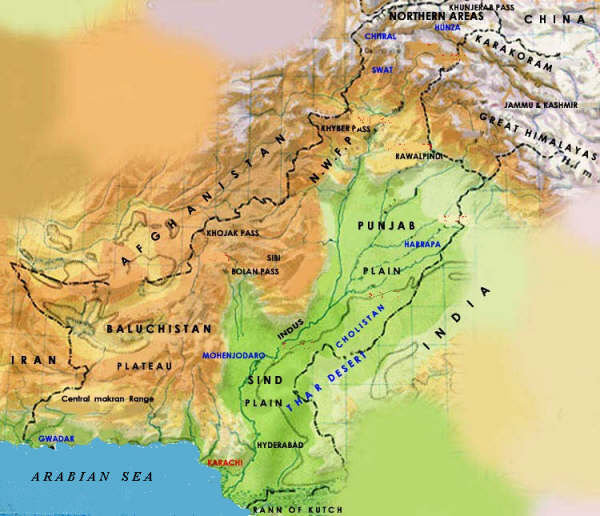 KHUNJERAB PASS
NORTHERN AREAS
CHINA
HUNZA
CHITRAL
KARAKORAM
SWAT
JAMMU & KASHMIR
GREAT HIMALAYAS
KHYBER PASS
N.W.F.P
RAWALPINDI
AFGHANISTAN
PUNJAB
KHOJAK PASS
HARRAPA
SIBI
BOLAN PASS
PLAIN
INDIA
BALUCHISTAN
INDUS
CHOLISTAN
IRAN
MOHENJODARO
PLATEAU
SIND
THAR DESERT
Central makran Range
PLAIN
GWADAR
HYDERABAD
KARACHI
ARABIAN SEA
RANN OF KUTCH